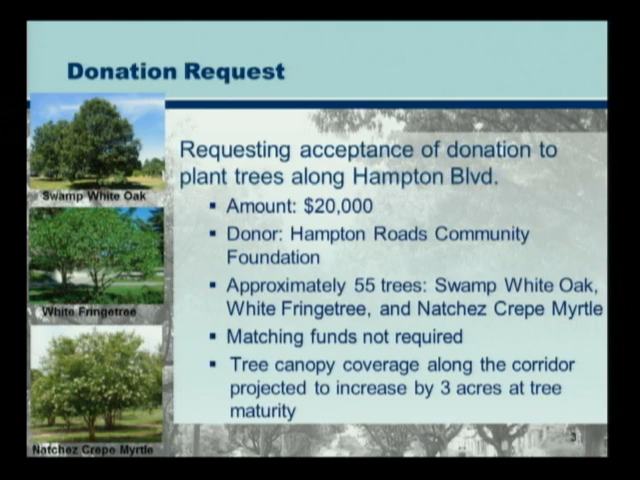 Donation Request
Swamp White Oak
White Fringetree
Natchez Crepe Myrtle
Requesting acceptance of donation to
plant trees along Hampton Blvd.
▪ Amount: $20,000
▪ Donor: Hampton Roads Community
Foundation
▪ Approximately 55 trees: Swamp White Oak,
White Fringetree, and Natchez Crepe Myrtle
▪ Matching funds not required
▪ Tree canopy coverage along the corridor
projected to increase by 3 acres at tree
maturity
3